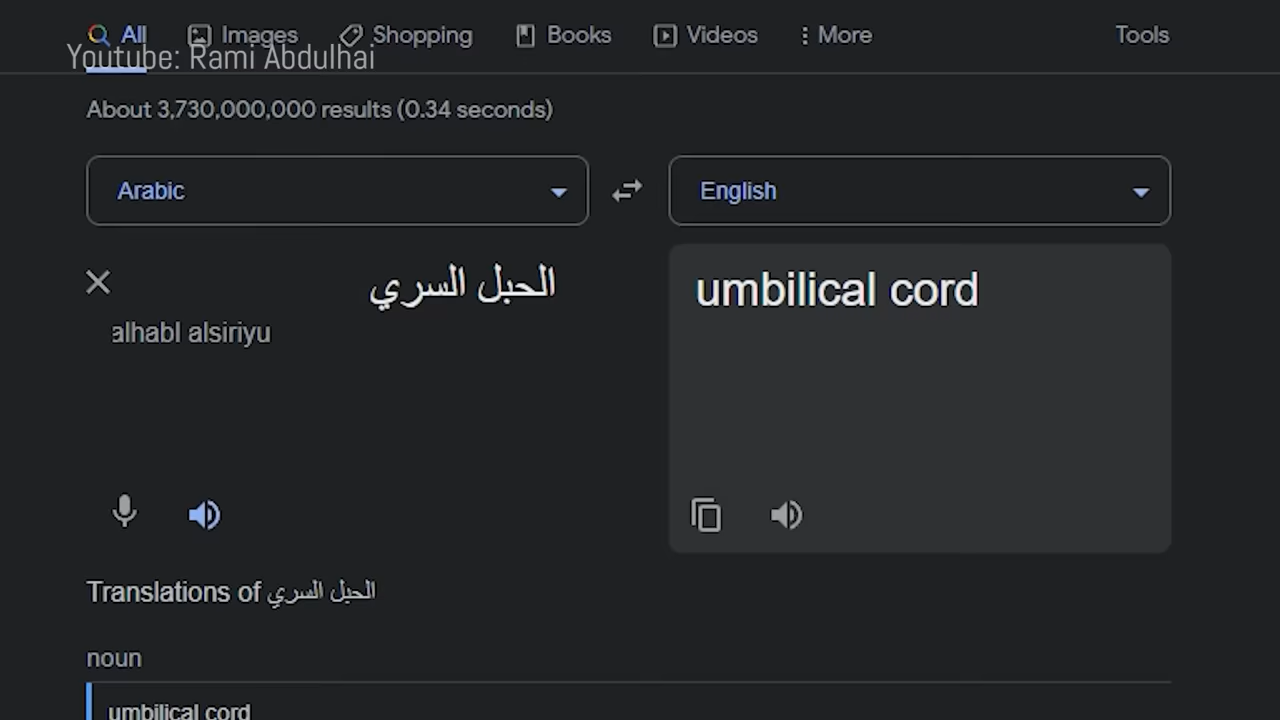 All Images Shopping Books Videos More Tools
Youtube: Rami Abdulhai
About 3,730,000,000 results (0.34 seconds)
Arabic English
الحبل السري umbilical cord
alhabl alsiriyu
Translations of الحبل السري
noun
umbilical cord